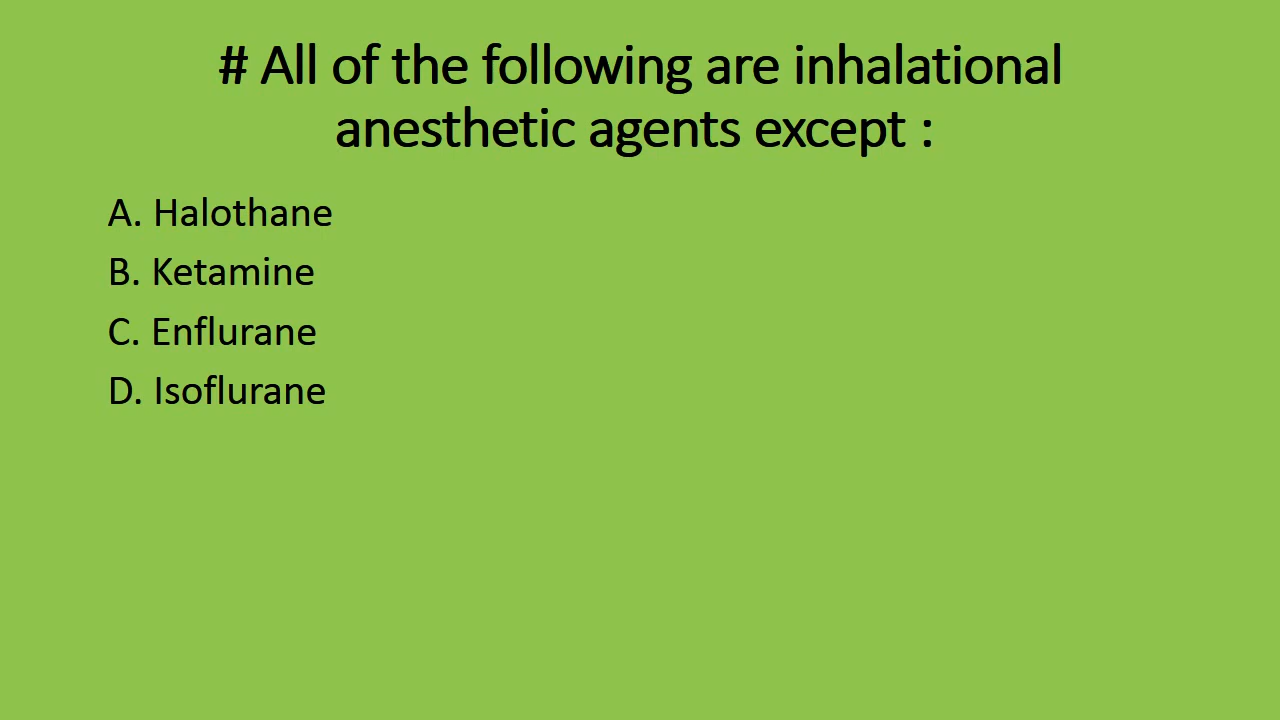 # All of the following are inhalational
anesthetic agents except :
A. Halothane
B. Ketamine
C. Enflurane
D. Isoflurane